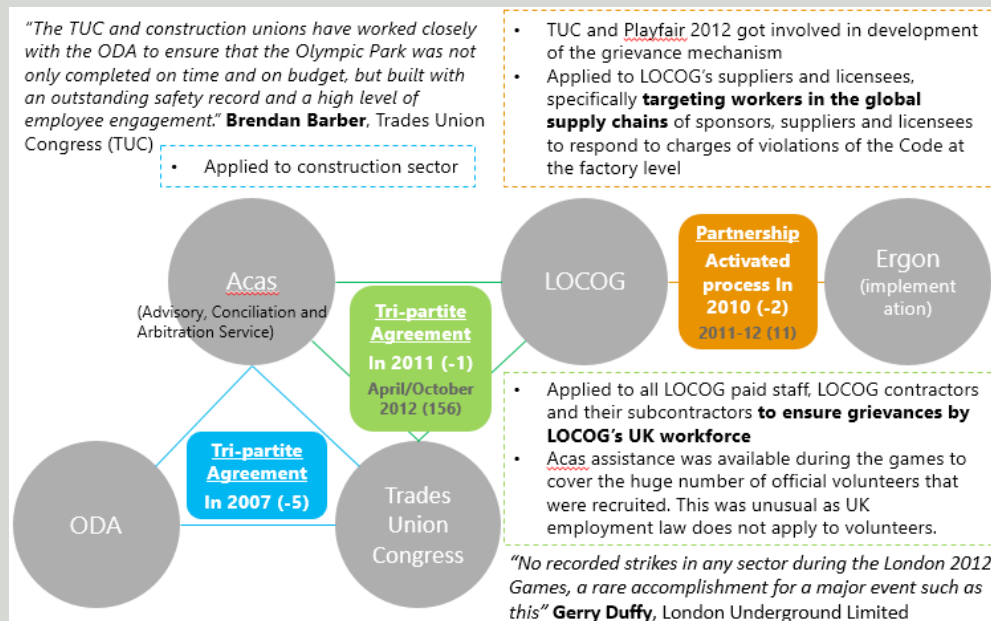 "The TUC and construction unions have worked closely
with the ODA to ensure that the Olympic Park was not
only completed on time and on budget, but built with
an outstanding safety record and a high level of
employee engagement." Brendan Barber, Trades Union
Congress (TUC)
• Applied to construction sector
• TUC and Playfair 2012 got involved in development
of the grievance mechanism
• Applied to LOCOG's suppliers and licensees,
specifically targeting workers in the global
supply chains of sponsors, suppliers and licensees
to respond to charges of violations of the Code at
the factory level
Acas
(Advisory, Conciliation and
Arbitration Service)
Tri-partite
Agreement
In 2011 (-1)
April/October
2012 (156)
LOCOG
Partnership
Activated
process In
2010 (-2)
2011-12 (11)
Ergon
(implement
ation)
ODA
Tri-partite
Agreement
In 2007 (-5)
Trades
Union
Congress
• Applied to all LOCOG paid staff, LOCOG contractors
and their subcontractors to ensure grievances by
LOCOG's UK workforce
• Acas assistance was available during the games to
cover the huge number of official volunteers that
were recruited. This was unusual as UK
employment law does not apply to volunteers.
"No recorded strikes in any sector during the London 2012
Games, a rare accomplishment for a major event such as
this" Gerry Duffy, London Underground Limited